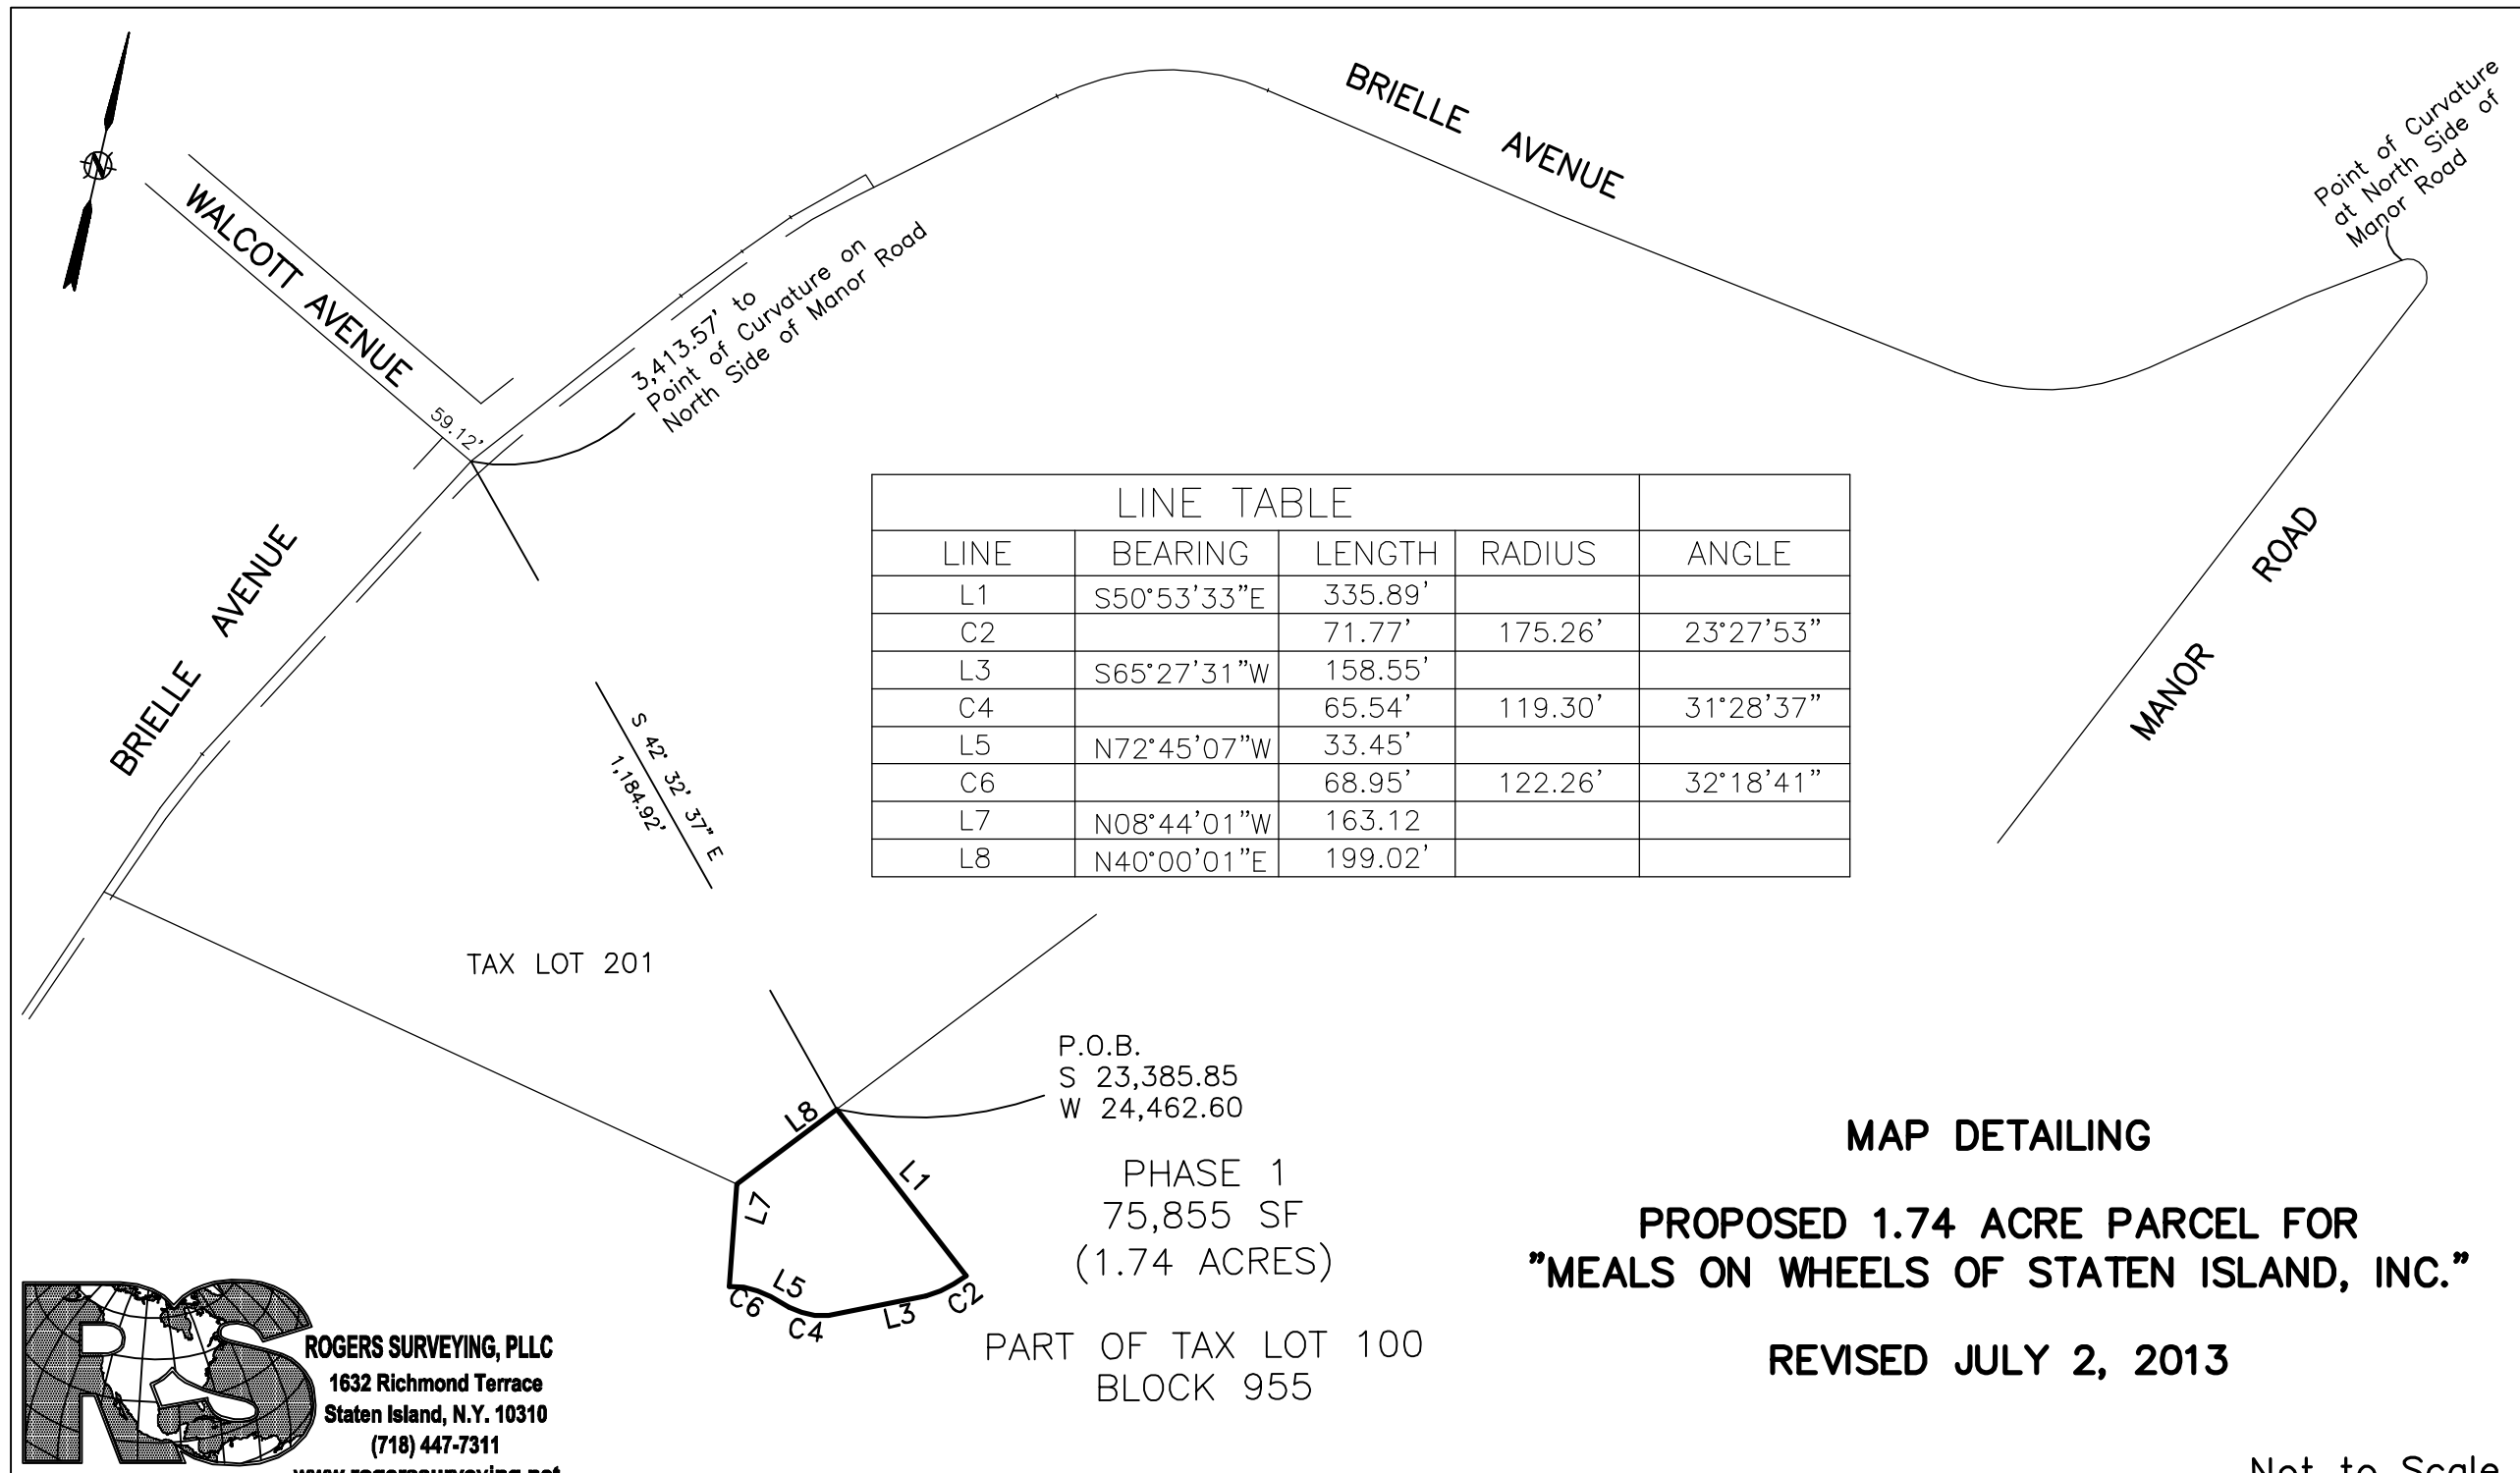 N
WALCOTT AVENUE
59.12'
3,413.57' to
Point of Curvature on
North Side of Manor Road
BRIELLE AVENUE
Point of Curvature
at North Side of
Manor Road
BRIELLE AVENUE
MANOR ROAD
S 42° 32' 37" E
1,184.92'
LINE TABLE
LINE BEARING LENGTH RADIUS ANGLE
L1 S50°53'33"E 335.89'
C2 71.77' 175.26' 23°27'53"
L3 S65°27'31"W 158.55'
C4 65.54' 119.30' 31°28'37"
L5 N72°45'07"W 33.45'
C6 68.95' 122.26' 32°18'41"
L7 N08°44'01"W 163.12
L8 N40°00'01"E 199.02'
TAX LOT 201
P.O.B.
S 23,385.85
W 24,462.60
L8
L1
L7
L5
C6
C4
L3
C2
PHASE 1
75,855 SF
(1.74 ACRES)
PART OF TAX LOT 100
BLOCK 955
MAP DETAILING
PROPOSED 1.74 ACRE PARCEL FOR
"MEALS ON WHEELS OF STATEN ISLAND, INC."
REVISED JULY 2, 2013
RS
ROGERS SURVEYING, PLLC
1632 Richmond Terrace
Staten Island, N.Y. 10310
(718) 447-7311
www.rogerssurveying.net
Not to Scale